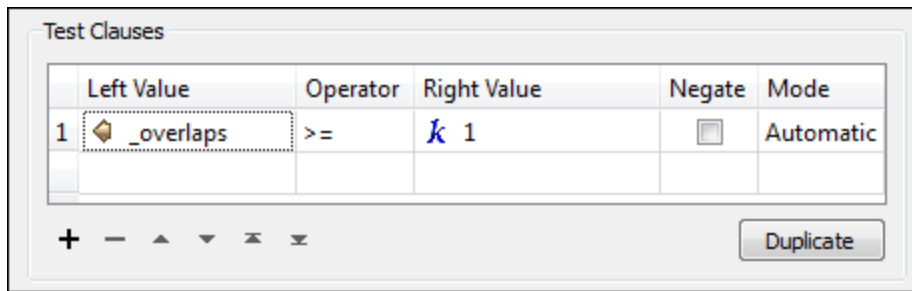 Test Clauses
Left Value Operator Right Value Negate Mode
1 _overlaps >= k 1 Automatic
Duplicate